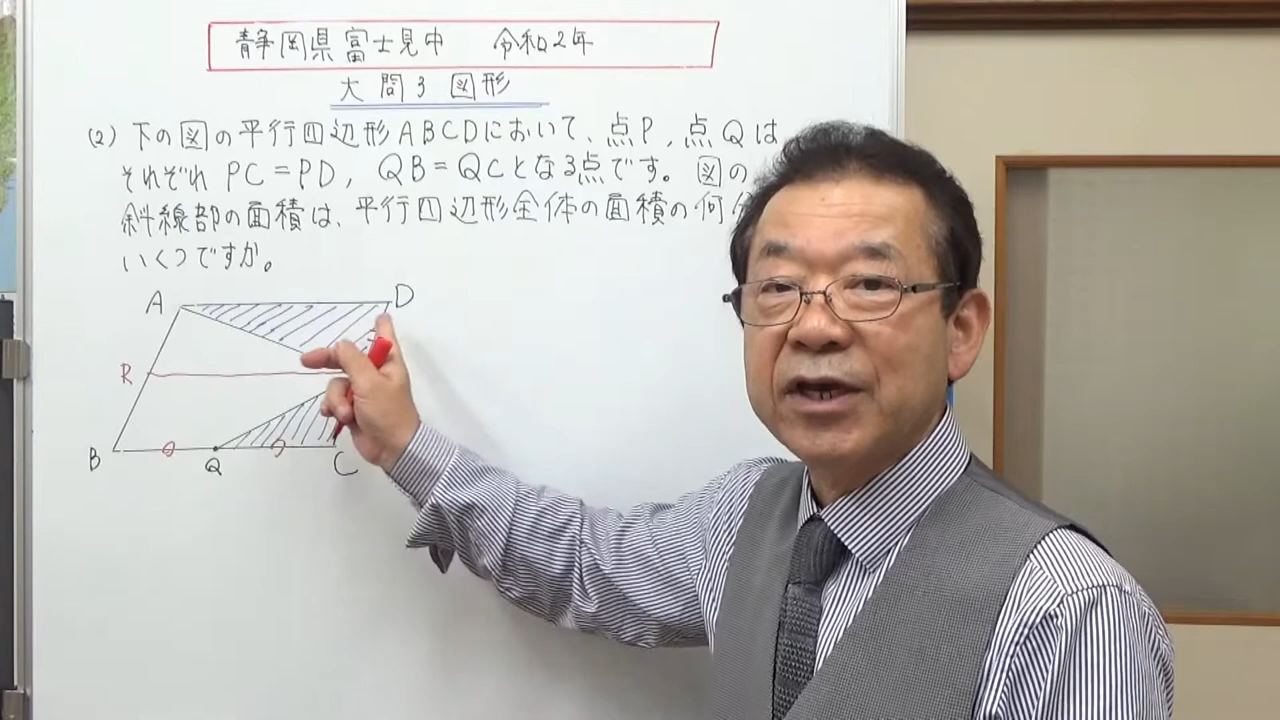 静岡県富士見中 令和2年
大問3 図形
(2) 下の図の平行四辺形ABCDにおいて、点P,点Qは
それぞれ PC=PD, QB=QCとなる点です。図の
斜線部の面積は、平行四辺形全体の面積の何分
いくつですか。
A D
R
B Q C